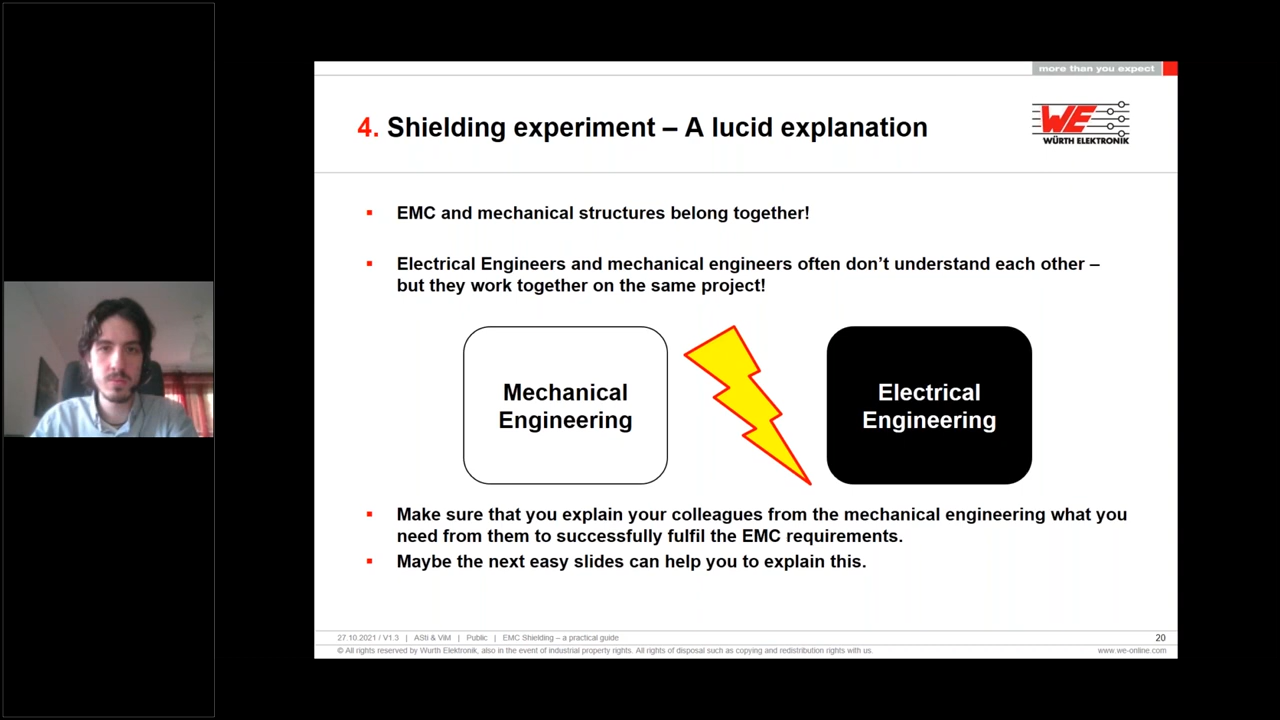 more than you expect
4. Shielding experiment – A lucid explanation
WE
WÜRTH ELEKTRONIK
EMC and mechanical structures belong together!
Electrical Engineers and mechanical engineers often don’t understand each other –
but they work together on the same project!
Mechanical
Engineering
Electrical
Engineering
Make sure that you explain your colleagues from the mechanical engineering what you
need from them to successfully fulfil the EMC requirements.
Maybe the next easy slides can help you to explain this.
27.10.2021 / V1.3 | ASti & ViM | Public | EMC Shielding – a practical guide
20
© All rights reserved by Wurth Elektronik, also in the event of industrial property rights. All rights of disposal such as copying and redistribution rights with us.
www.we-online.com